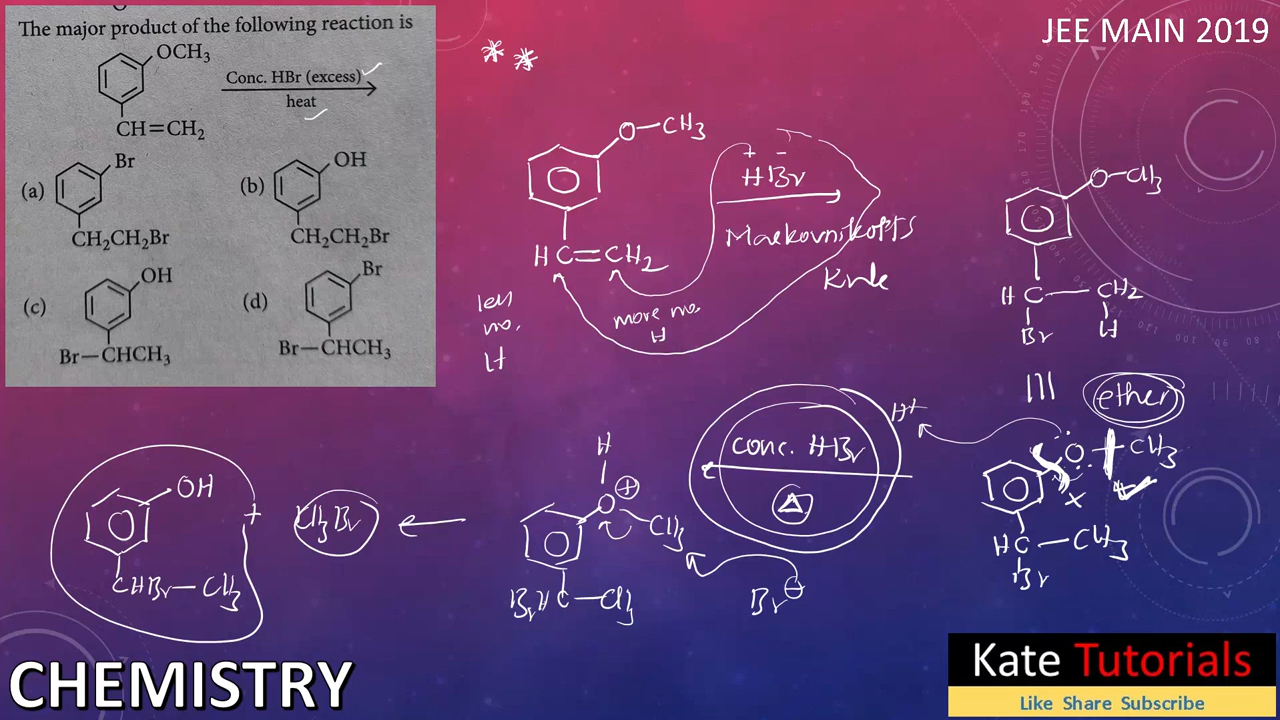 JEE MAIN 2019
The major product of the following reaction is
OCH₃
Conc. HBr (excess)
heat
CH=CH₂
(a) Br
CH₂CH₂Br
(b) OH
CH₂CH₂Br
(c) OH
Br—CHCH₃
(d) Br
Br—CHCH₃
**
O—CH₃
HC=CH₂
less
no.
H
more no.
H
+ −
HBr
Markovnikoffs
Rule
O—CH₃
H C — CH₂
Br H
ether
O—CH₃
HC—CH₃
Br
H+
conc. HBr
Δ
H
O ⊕
CH₃
BrHC—CH₃
Br⊖
CH₃Br
+
OH
CHBr—CH₃
CHEMISTRY
Kate Tutorials
Like Share Subscribe